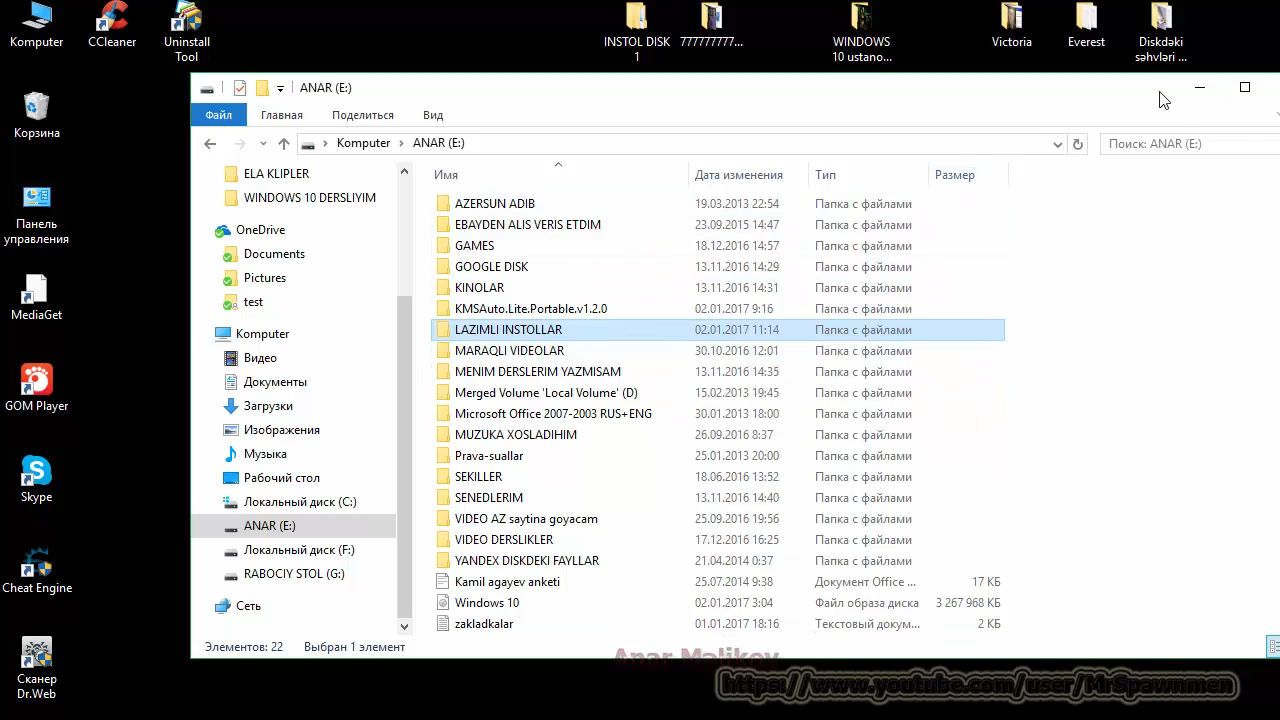 Komputer
CCleaner
Uninstall
Tool
INSTOL DISK
1
777777777...
WINDOWS
10 ustano...
Victoria
Everest
Diskdəki
səhvləri ...
Корзина
Панель
управления
MediaGet
GOM Player
Skype
Cheat Engine
Сканер
Dr.Web
ANAR (E:)
Файл Главная Поделиться Вид
Komputer ANAR (E:) Поиск: ANAR (E:)
ELA KLIPLER
WINDOWS 10 DERSLIYIM
OneDrive
Documents
Pictures
test
Komputer
Видео
Документы
Загрузки
Изображения
Музыка
Рабочий стол
Локальный диск (C:)
ANAR (E:)
Локальный диск (F:)
RABOCIY STOL (G:)
Сеть
Имя Дата изменения Тип Размер
AZERSUN ADIB 19.03.2013 22:54 Папка с файлами
EBAYDEN ALIS VERIS ETDIM 23.09.2015 14:47 Папка с файлами
GAMES 18.12.2016 14:57 Папка с файлами
GOOGLE DISK 13.11.2016 14:29 Папка с файлами
KINOLAR 13.11.2016 14:31 Папка с файлами
KMSAuto.Lite.Portable.v1.2.0 02.01.2017 9:16 Папка с файлами
LAZIMLI INSTOLLAR 02.01.2017 11:14 Папка с файлами
MARAQLI VIDEOLAR 30.10.2016 12:01 Папка с файлами
MENIM DERSLERIM YAZMISAM 13.11.2016 14:35 Папка с файлами
Merged Volume 'Local Volume' (D) 15.02.2013 19:45 Папка с файлами
Microsoft Office 2007-2003 RUS+ENG 30.01.2013 18:00 Папка с файлами
MUZUKA XOSLADIHIM 26.09.2016 8:37 Папка с файлами
Prava-suallar 25.01.2013 20:00 Папка с файлами
SEKILLER 18.06.2016 13:52 Папка с файлами
SENEDLERIM 13.11.2016 14:40 Папка с файлами
VIDEO AZ saytina goyacam 25.09.2016 19:56 Папка с файлами
VIDEO DERSLIKLER 17.12.2016 16:25 Папка с файлами
YANDEX DISKDEKI FAYLLAR 21.04.2014 0:37 Папка с файлами
Kamil agayev anketi 25.07.2014 9:38 Документ Office ... 17 КБ
Windows 10 02.01.2017 3:04 Файл образа диска 3 267 968 КБ
zakladkalar 01.01.2017 18:16 Текстовый докум... 2 КБ
Элементов: 22 Выбран 1 элемент
Anar Məlikov
https://www.youtube.com/user/MrSpawnmen